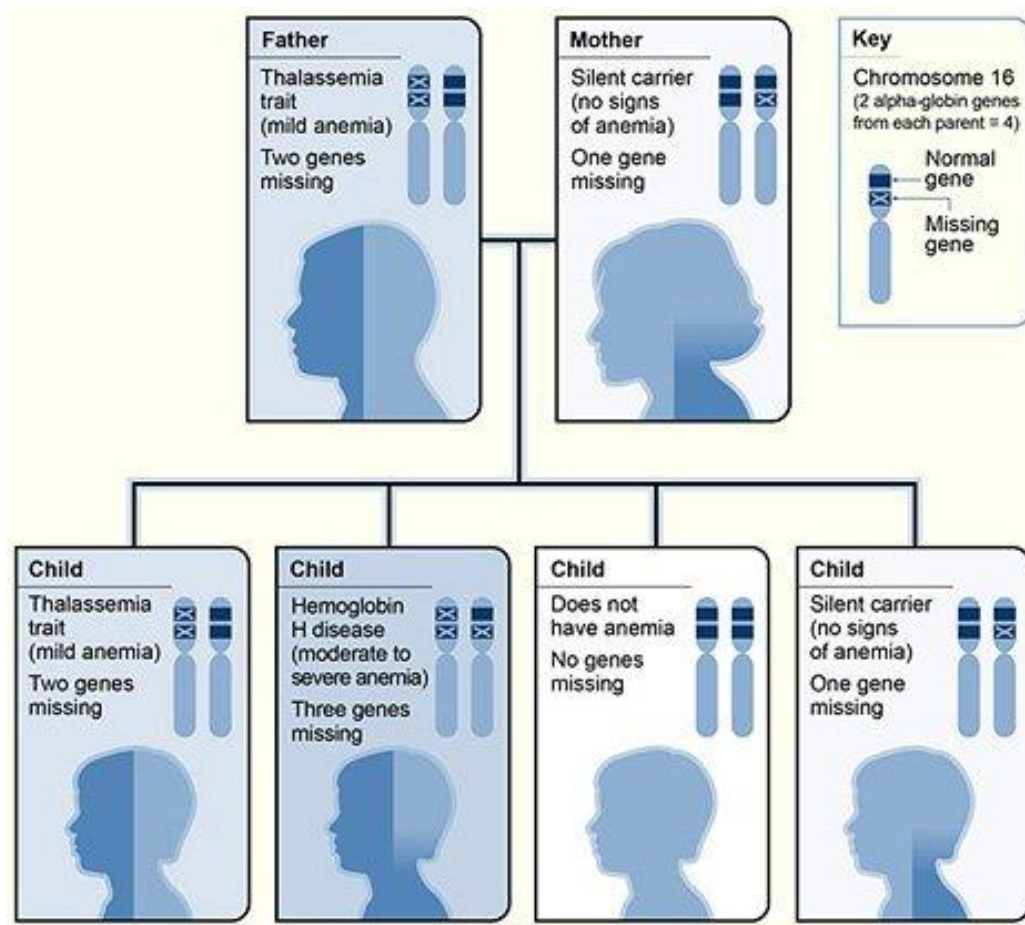 Father
Thalassemia
trait
(mild anemia)
Two genes
missing
Mother
Silent carrier
(no signs
of anemia)
One gene
missing
Key
Chromosome 16
(2 alpha-globin genes
from each parent = 4)
Normal
gene
Missing
gene
Child
Thalassemia
trait
(mild anemia)
Two genes
missing
Child
Hemoglobin
H disease
(moderate to
severe anemia)
Three genes
missing
Child
Does not
have anemia
No genes
missing
Child
Silent carrier
(no signs
of anemia)
One gene
missing